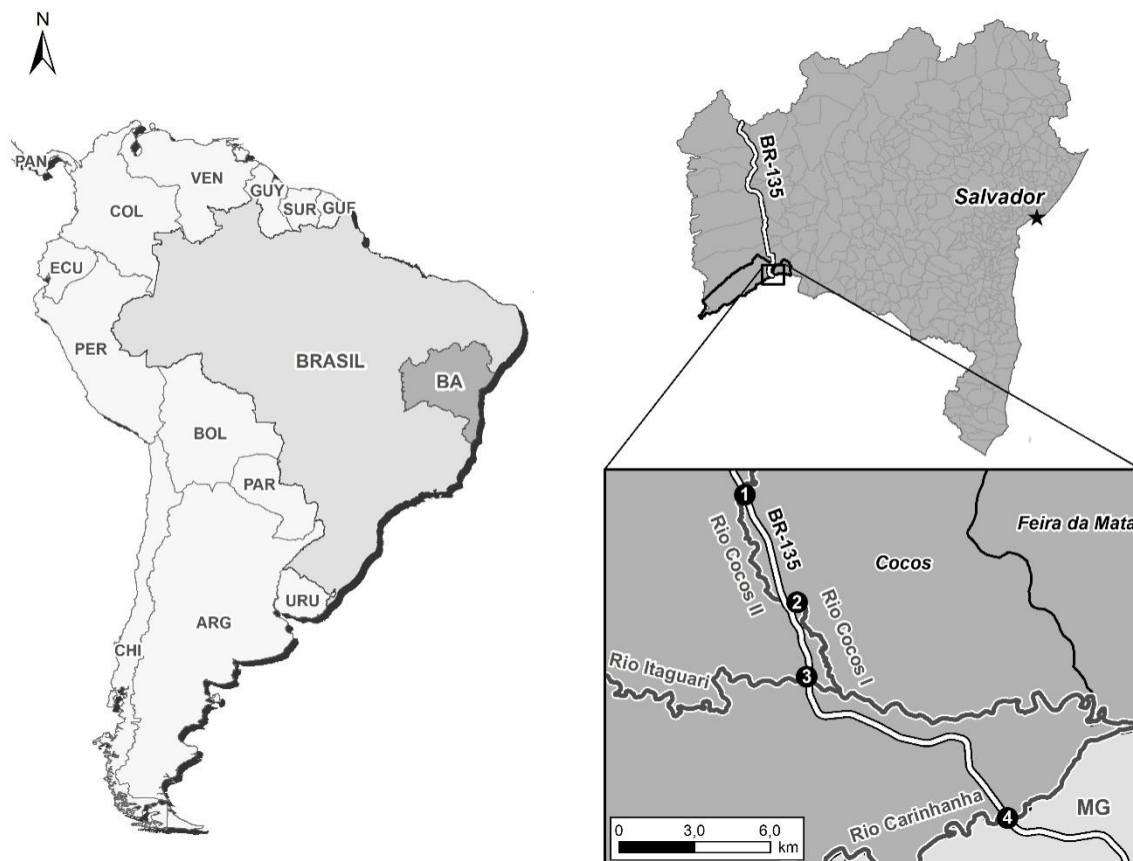 N
PAN
VEN
GUY
SUR
GUF
COL
ECU
PER
BRASIL
BA
BOL
PAR
CHI
ARG
URU
BR-135
Salvador
1
BR-135
Rio Cocos II
Cocos
Feira da Mata
2
Rio Cocos I
Rio Itaguari
3
Rio Carinhanha
4
MG
0 3,0 6,0
km